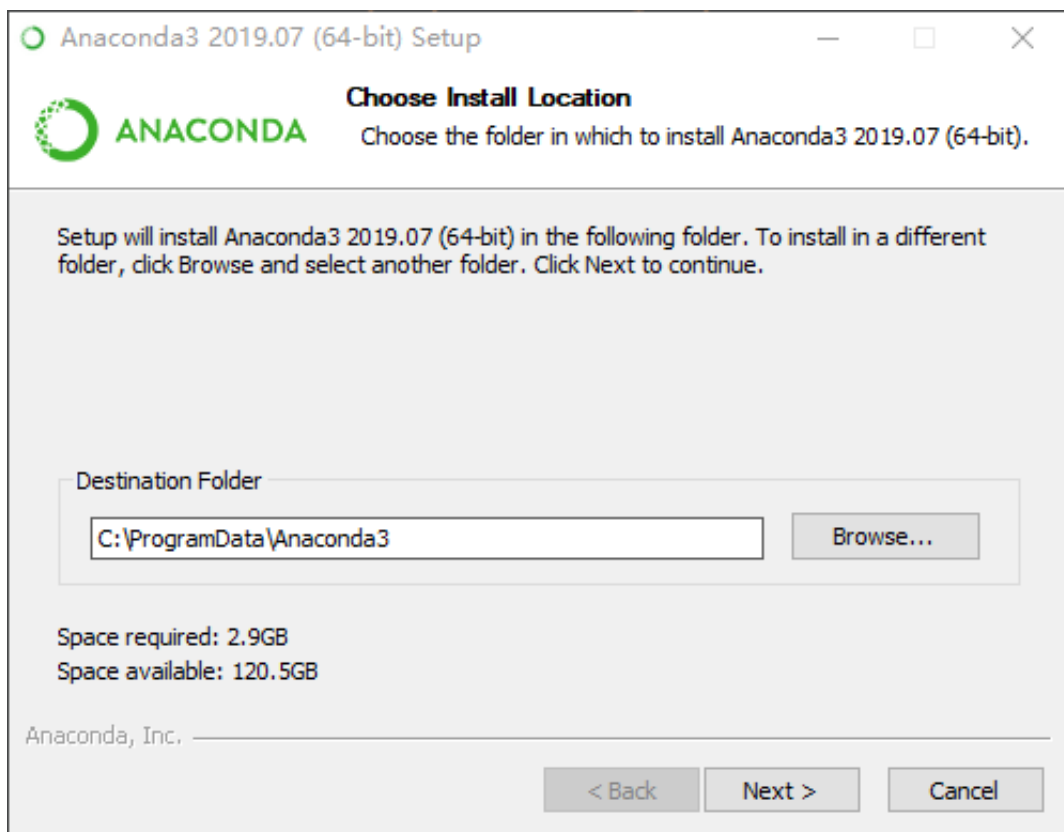 Anaconda3 2019.07 (64-bit) Setup
ANACONDA
Choose Install Location
Choose the folder in which to install Anaconda3 2019.07 (64-bit).
Setup will install Anaconda3 2019.07 (64-bit) in the following folder. To install in a different
folder, click Browse and select another folder. Click Next to continue.
Destination Folder
C:\ProgramData\Anaconda3
Browse...
Space required: 2.9GB
Space available: 120.5GB
Anaconda, Inc.
< Back
Next >
Cancel